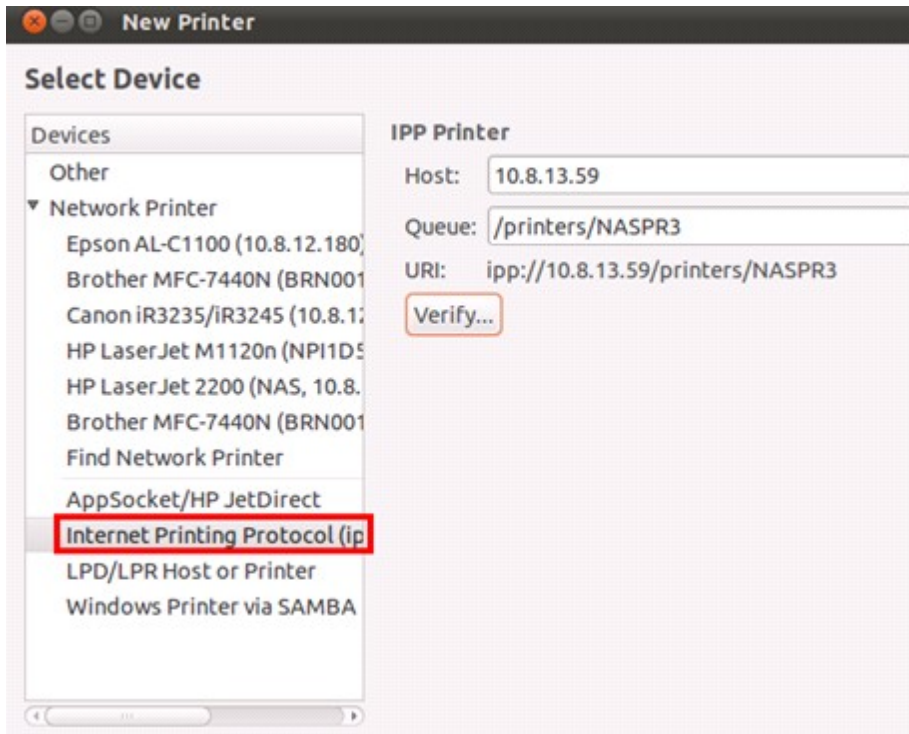 New Printer
Select Device
Devices
Other
Network Printer
Epson AL-C1100 (10.8.12.180)
Brother MFC-7440N (BRN001
Canon iR3235/iR3245 (10.8.12
HP LaserJet M1120n (NPI1D5
HP LaserJet 2200 (NAS, 10.8.
Brother MFC-7440N (BRN001
Find Network Printer
AppSocket/HP JetDirect
Internet Printing Protocol (ip
LPD/LPR Host or Printer
Windows Printer via SAMBA
IPP Printer
Host: 10.8.13.59
Queue: /printers/NASPR3
URI: ipp://10.8.13.59/printers/NASPR3
Verify...